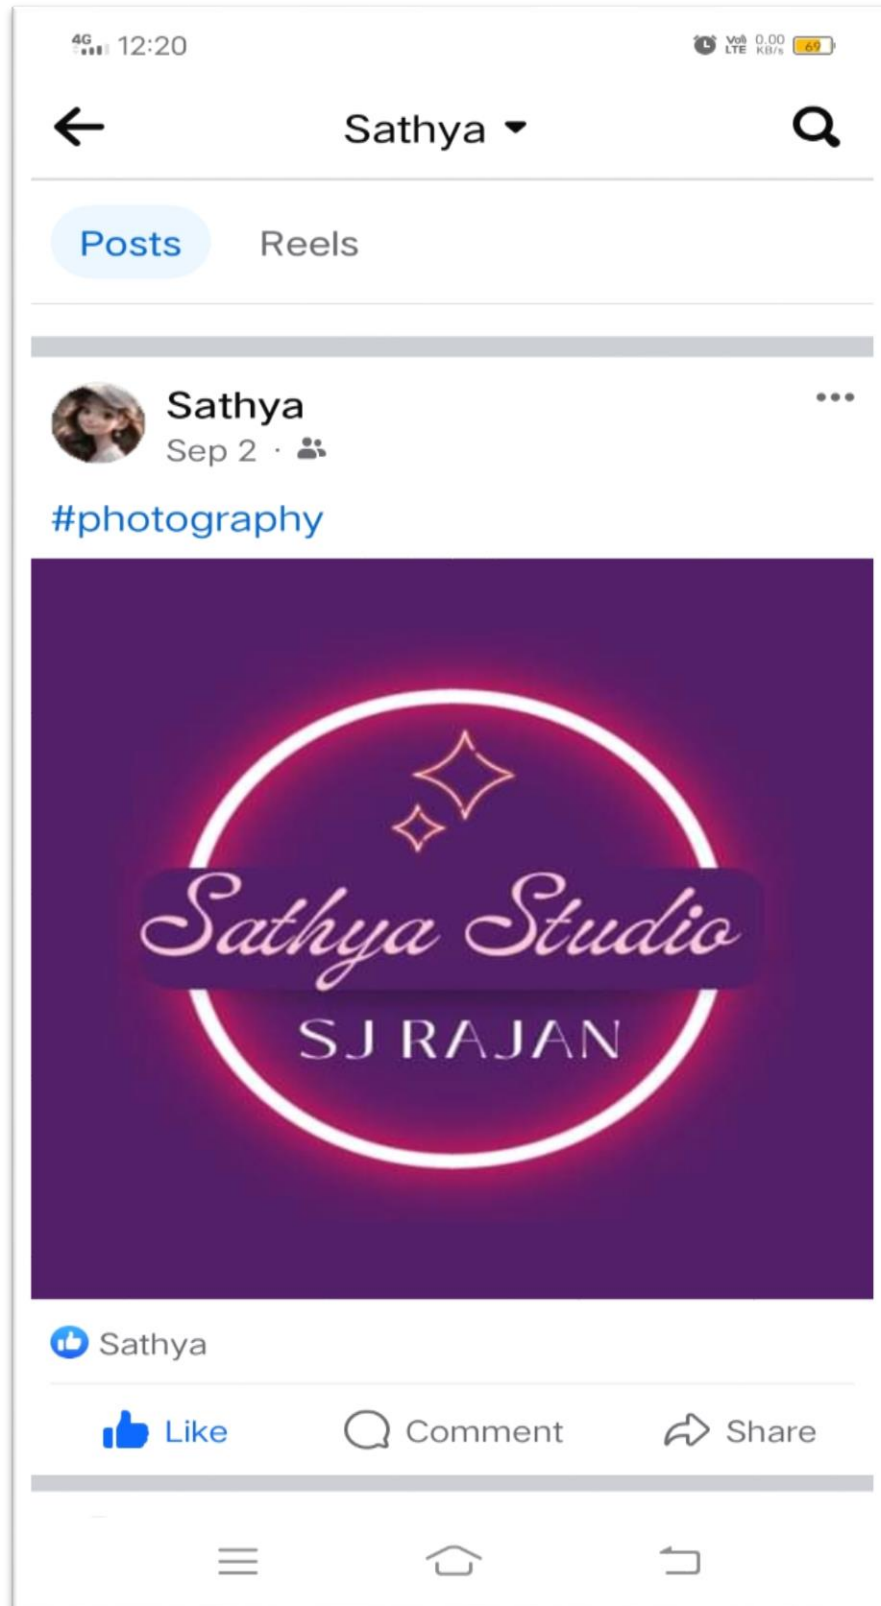 4G 12:20 Vo) LTE 0.00 KB/s 69
Sathya
Posts Reels
Sathya
Sep 2 ·
#photography
Sathya Studio
SJ RAJAN
Sathya
Like Comment Share